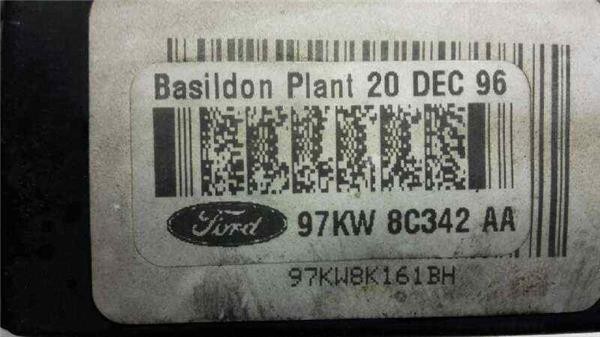 Basildon Plant 20 DEC 96
Ford 97KW 8C342 AA
97KW8K161BH